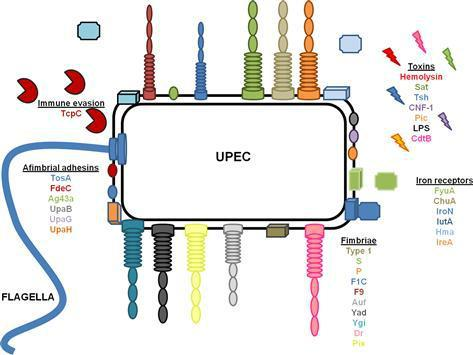 Toxins
Hemolysin
Sat
Tsh
CNF-1
Pic
LPS
CdtB
Immune evasion
TcpC
UPEC
Afimbrial adhesins
TosA
FdeC
Ag43a
UpaB
UpaG
UpaH
Iron receptors
FyuA
ChuA
IroN
IutA
Hma
IreA
Fimbriae
Type 1
S
P
F1C
F9
Auf
Yad
Ygi
Dr
Pix
FLAGELLA